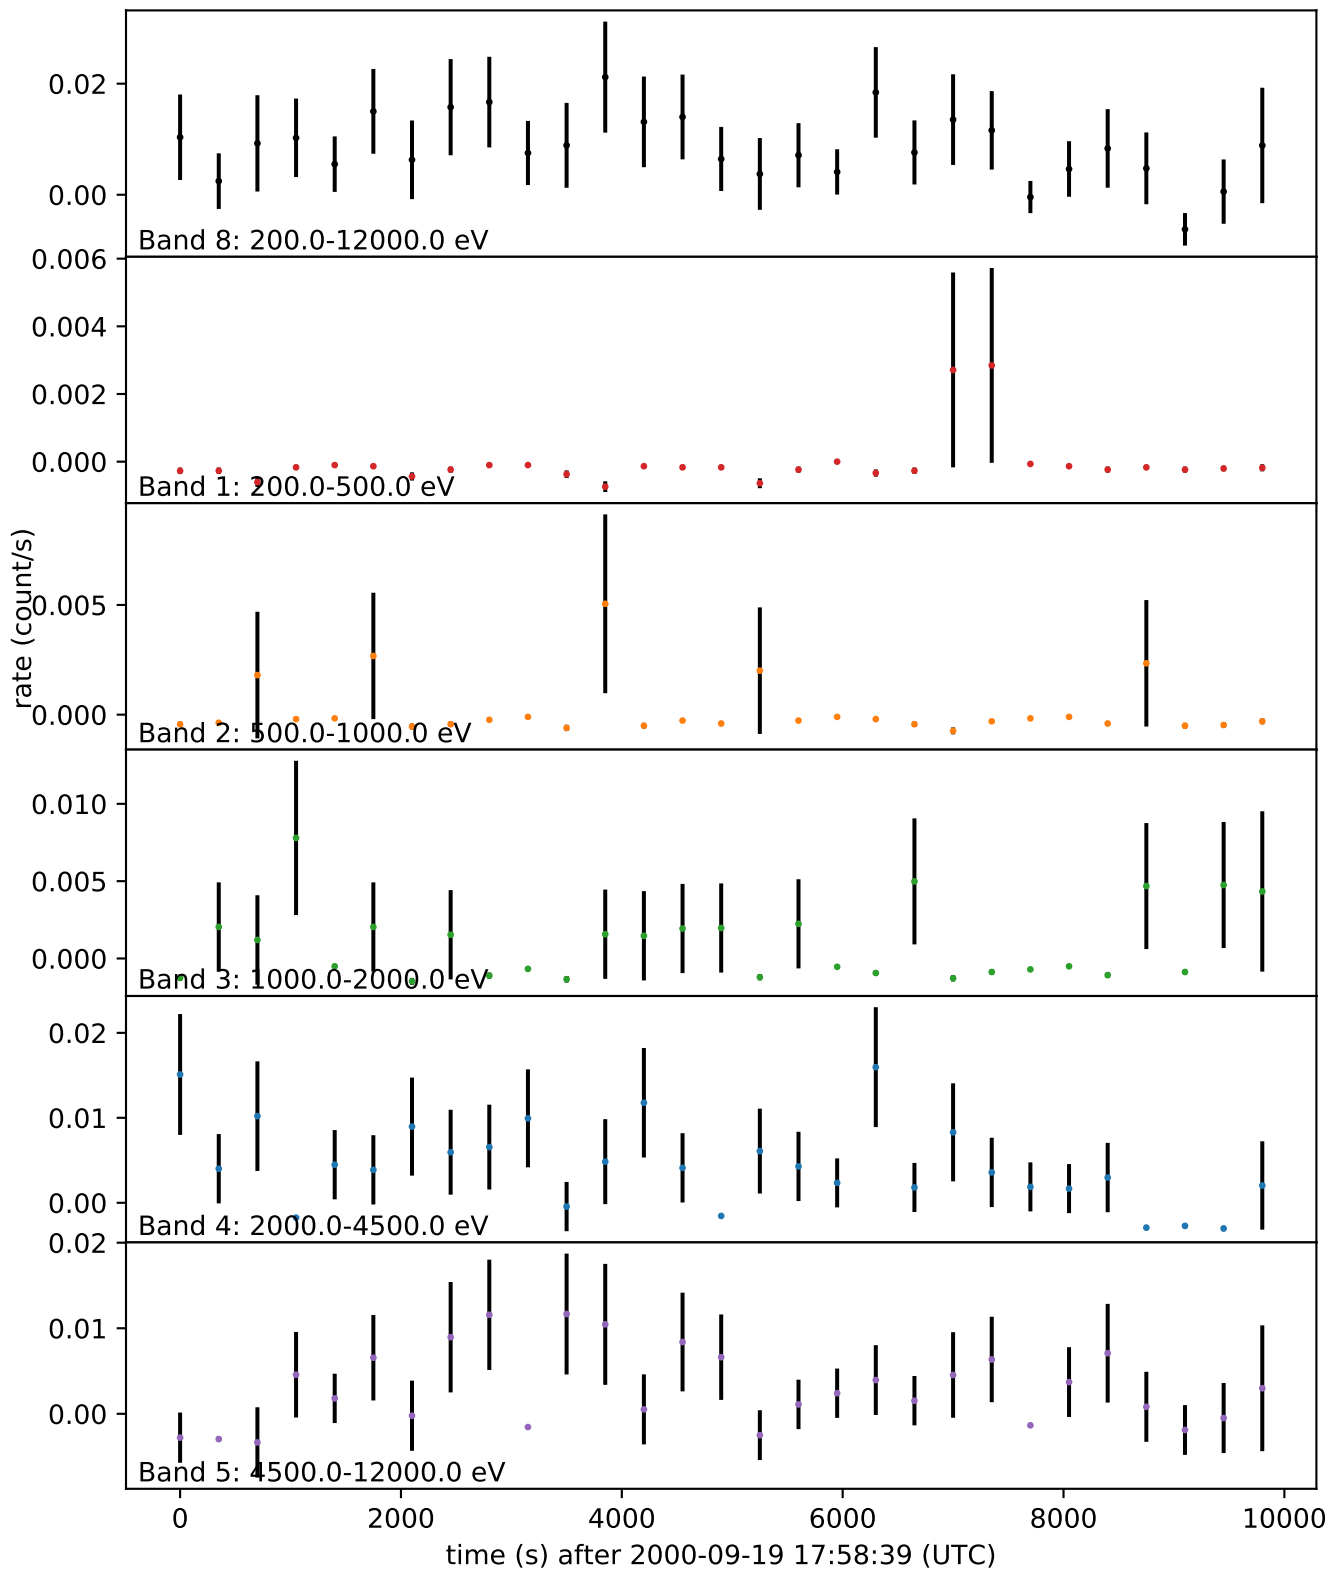 0.02
0.00
Band 8: 200.0-12000.0 eV
0.006
0.004
0.002
0.000
Band 1: 200.0-500.0 eV
rate (count/s)
0.005
0.000
Band 2: 500.0-1000.0 eV
0.010
0.005
0.000
Band 3: 1000.0-2000.0 eV
0.02
0.01
0.00
Band 4: 2000.0-4500.0 eV
0.02
0.01
0.00
Band 5: 4500.0-12000.0 eV
0 2000 4000 6000 8000 10000
time (s) after 2000-09-19 17:58:39 (UTC)